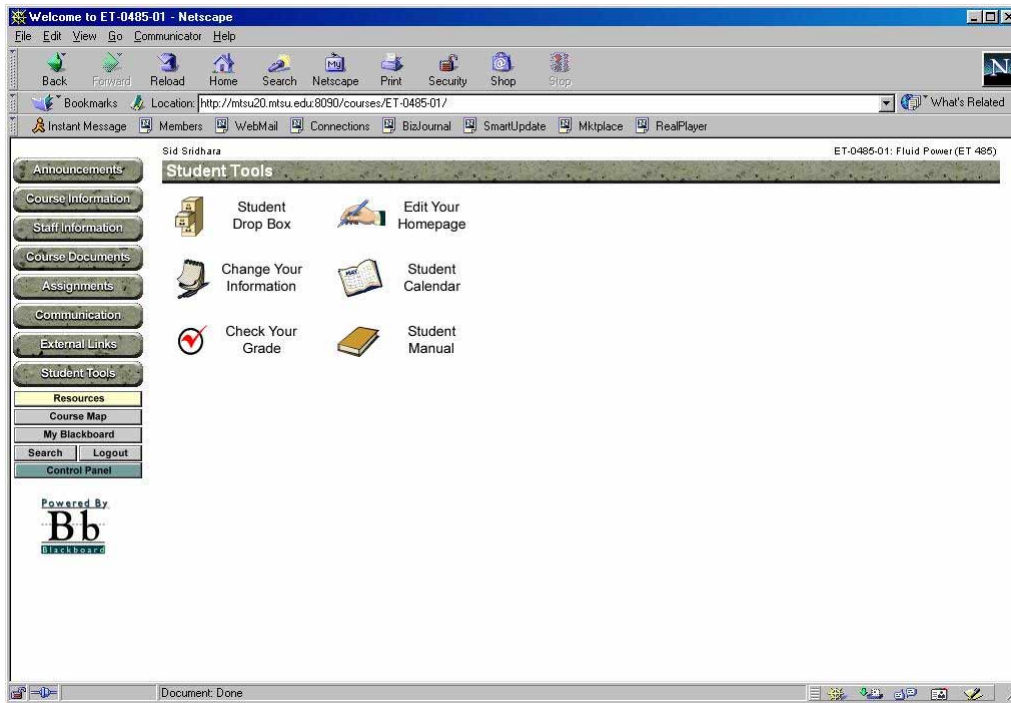 Welcome to ET-0485-01 - Netscape
File Edit View Go Communicator Help
Back Forward Reload Home Search Netscape Print Security Shop Stop
Bookmarks Location: http://mtsu20.mtsu.edu:8090/courses/ET-0485-01/ What's Related
Instant Message Members WebMail Connections BizJournal SmartUpdate Mktplace RealPlayer
Sid Sridhara ET-0485-01: Fluid Power (ET 485)
Student Tools
Announcements
Course Information
Staff Information
Course Documents
Assignments
Communication
External Links
Student Tools
Resources
Course Map
My Blackboard
Search Logout
Control Panel
Powered By
Bb
Blackboard
Student
Drop Box
Edit Your
Homepage
Change Your
Information
Student
Calendar
Check Your
Grade
Student
Manual
Document: Done